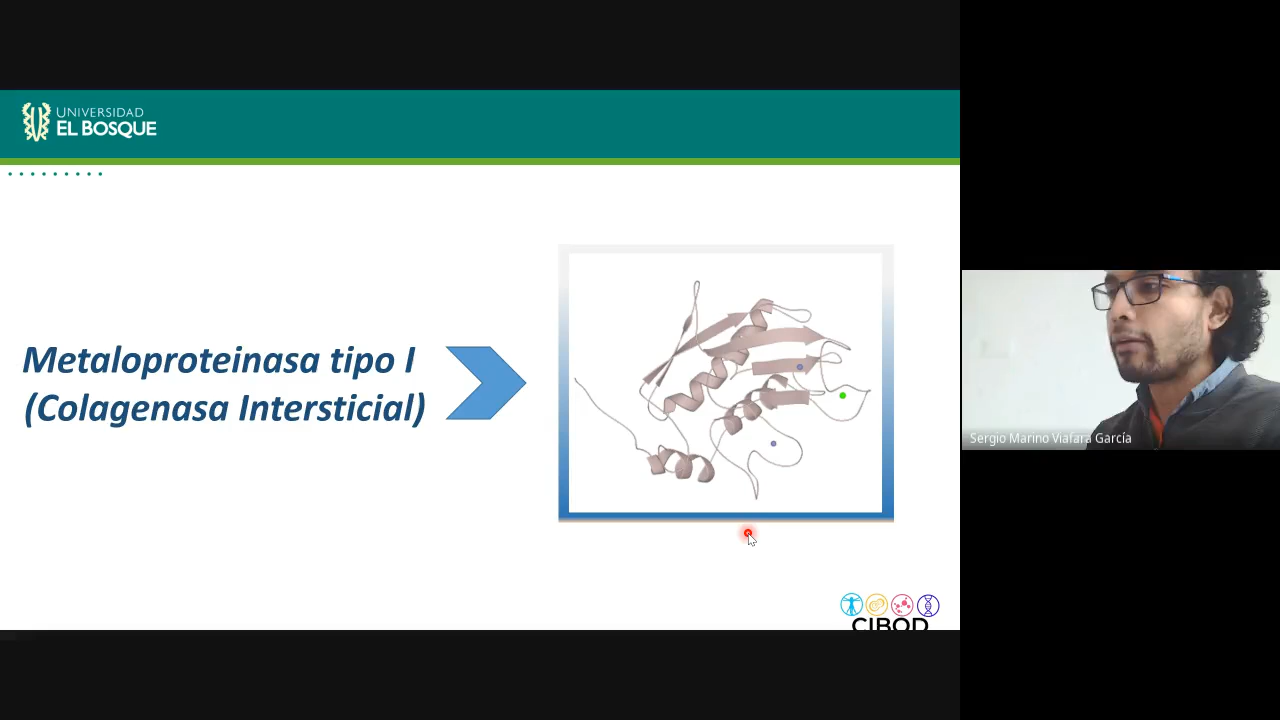 UNIVERSIDAD
EL BOSQUE
Metaloproteinasa tipo I
(Colagenasa Intersticial)
Sergio Marino Viafara García
CIBOD